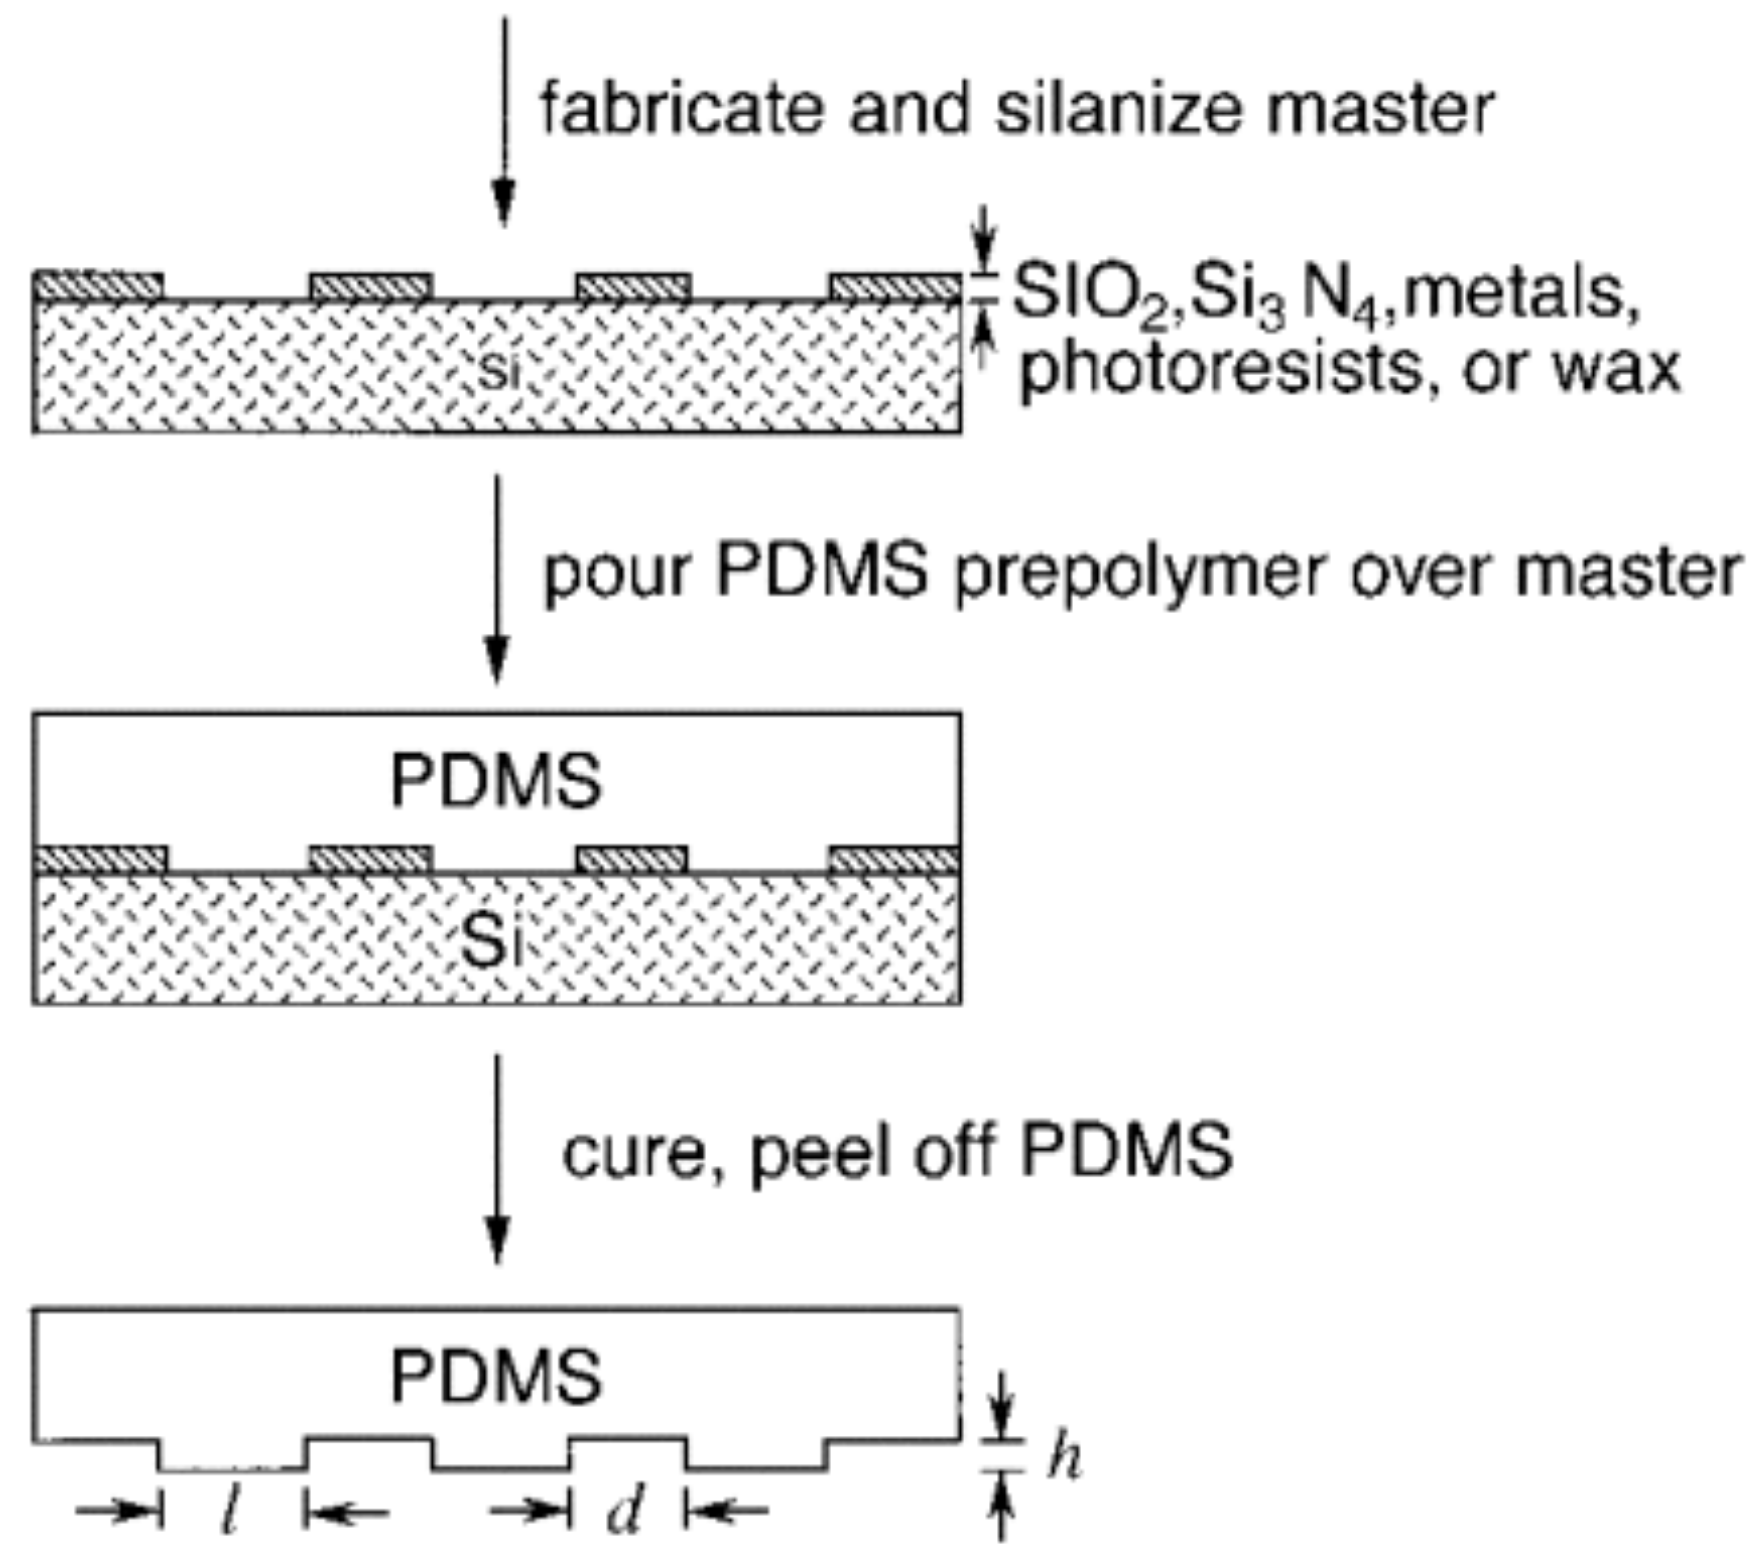 fabricate and silanize master
SIO₂,Si₃ N₄,metals,
photoresists, or wax
Si
pour PDMS prepolymer over master
PDMS
Si
cure, peel off PDMS
PDMS
h
l d